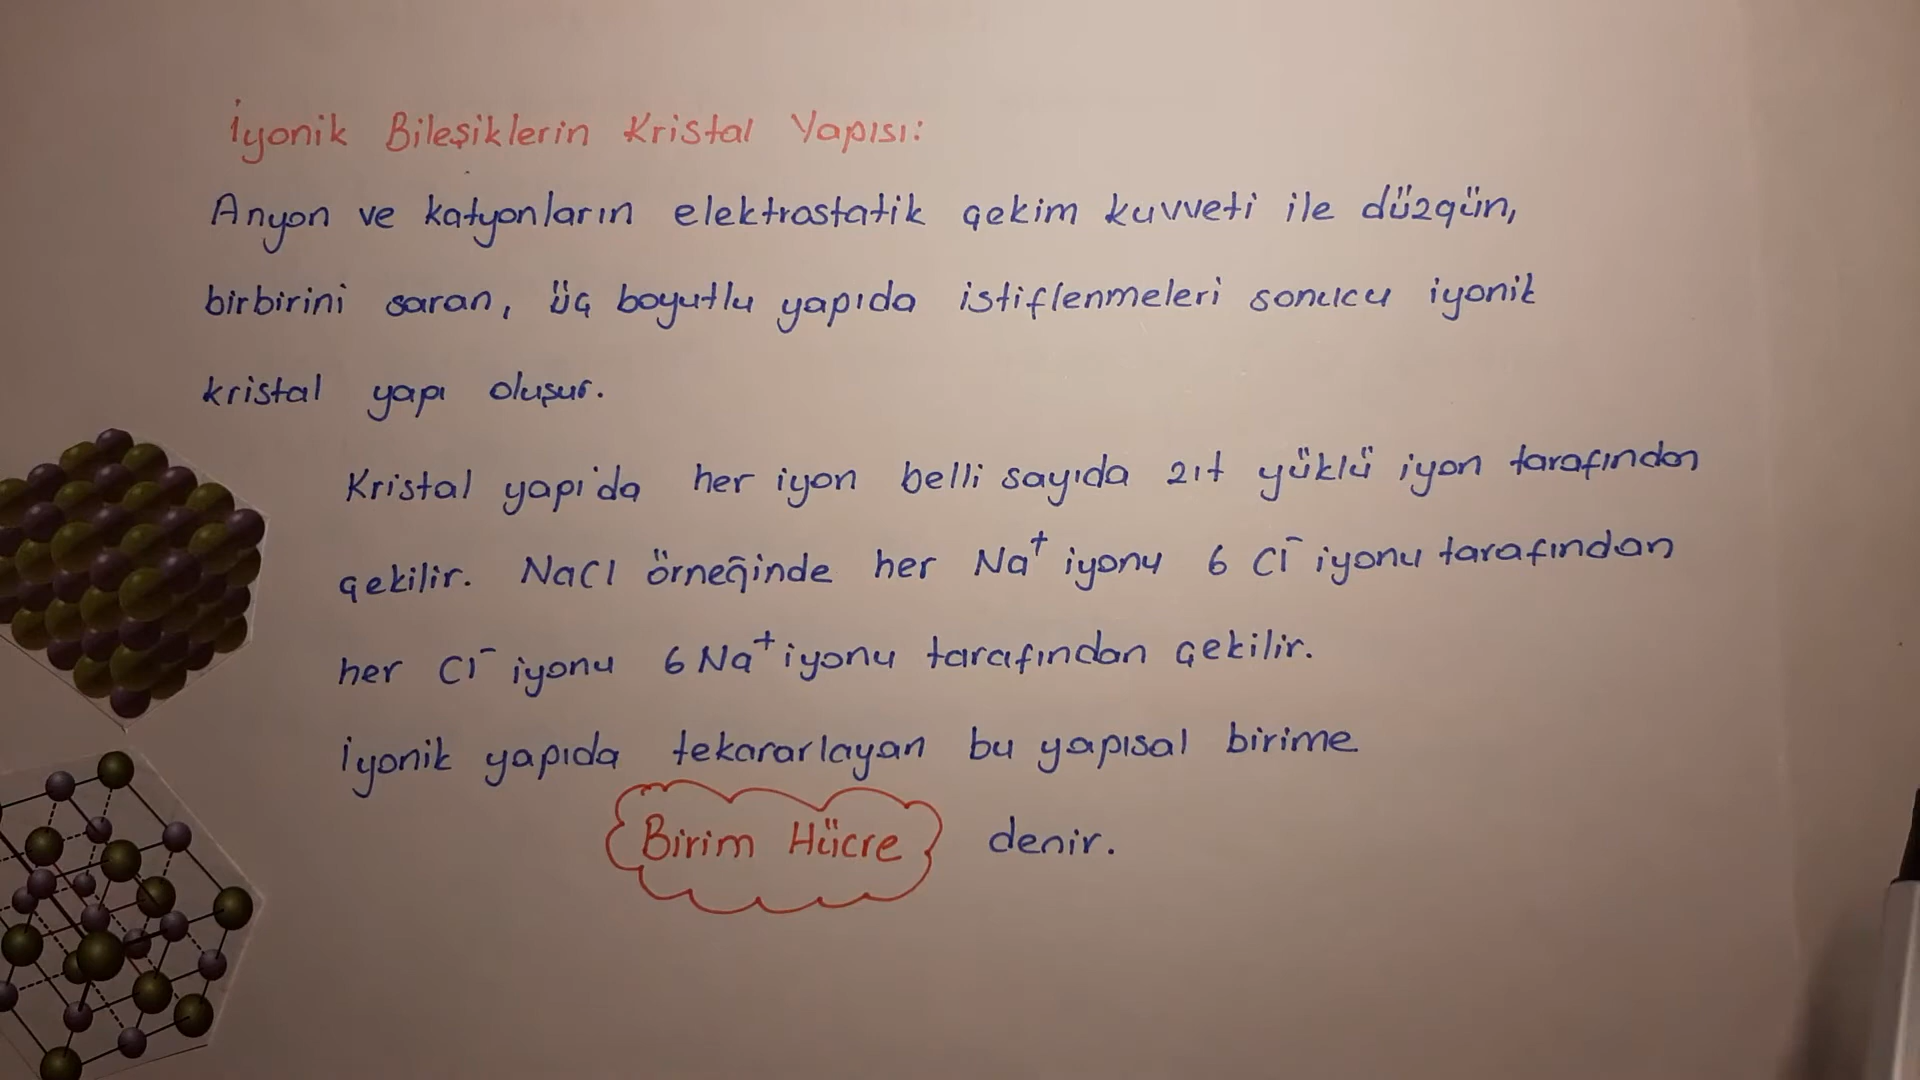 İyonik Bileşiklerin Kristal Yapısı:
Anyon ve katyonların elektrostatik çekim kuvveti ile düzgün,
birbirini saran, üç boyutlu yapıda istiflenmeleri sonucu iyonik
kristal yapı oluşur.
Kristal yapı'da her iyon belli sayıda zıt yüklü iyon tarafından
çekilir. NaCl örneğinde her Na⁺ iyonu 6 Cl⁻ iyonu tarafından
her Cl⁻ iyonu 6 Na⁺ iyonu tarafından çekilir.
İyonik yapıda tekararlayan bu yapısal birime
Birim Hücre denir.